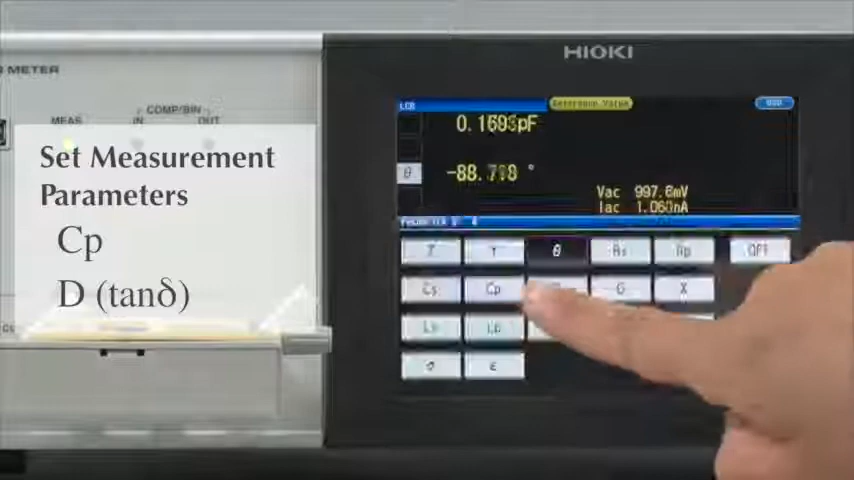 HIOKI
METER
COMP/BIN
MEAS
IN
OUT
Set Measurement
Parameters
Cp
D (tanδ)
LCR
Reference Value
USB
0.1693pF
θ
-88.718 °
Vac 997.6mV
Iac 1.060nA
Z
Y
θ
Rs
Rp
OFF
Cs
Cp
G
X
Ls
Lp
σ
ε